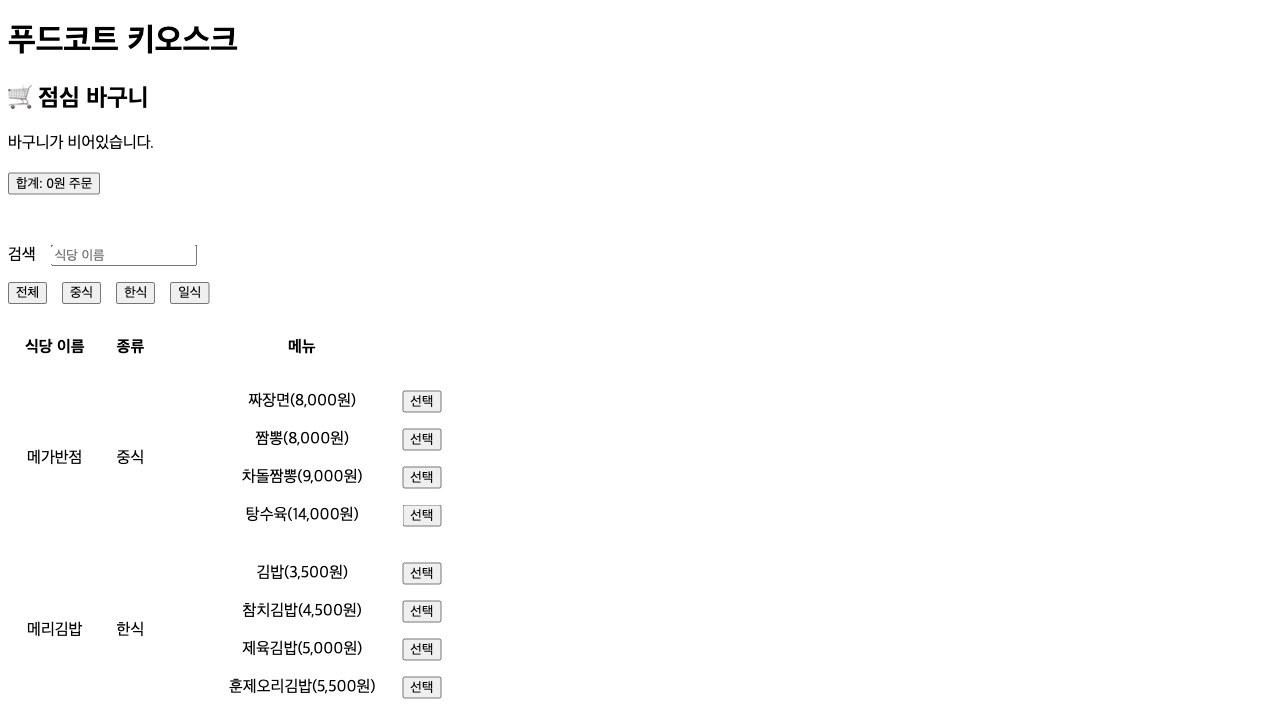 푸드코트 키오스크
🛒 점심 바구니
바구니가 비어있습니다.
합계: 0원 주문
검색 식당 이름
전체 중식 한식 일식
식당 이름 종류 메뉴
짜장면(8,000원) 선택
짬뽕(8,000원) 선택
메가반점 중식
차돌짬뽕(9,000원) 선택
탕수육(14,000원) 선택
김밥(3,500원) 선택
참치김밥(4,500원) 선택
메리김밥 한식
제육김밥(5,000원) 선택
훈제오리김밥(5,500원) 선택